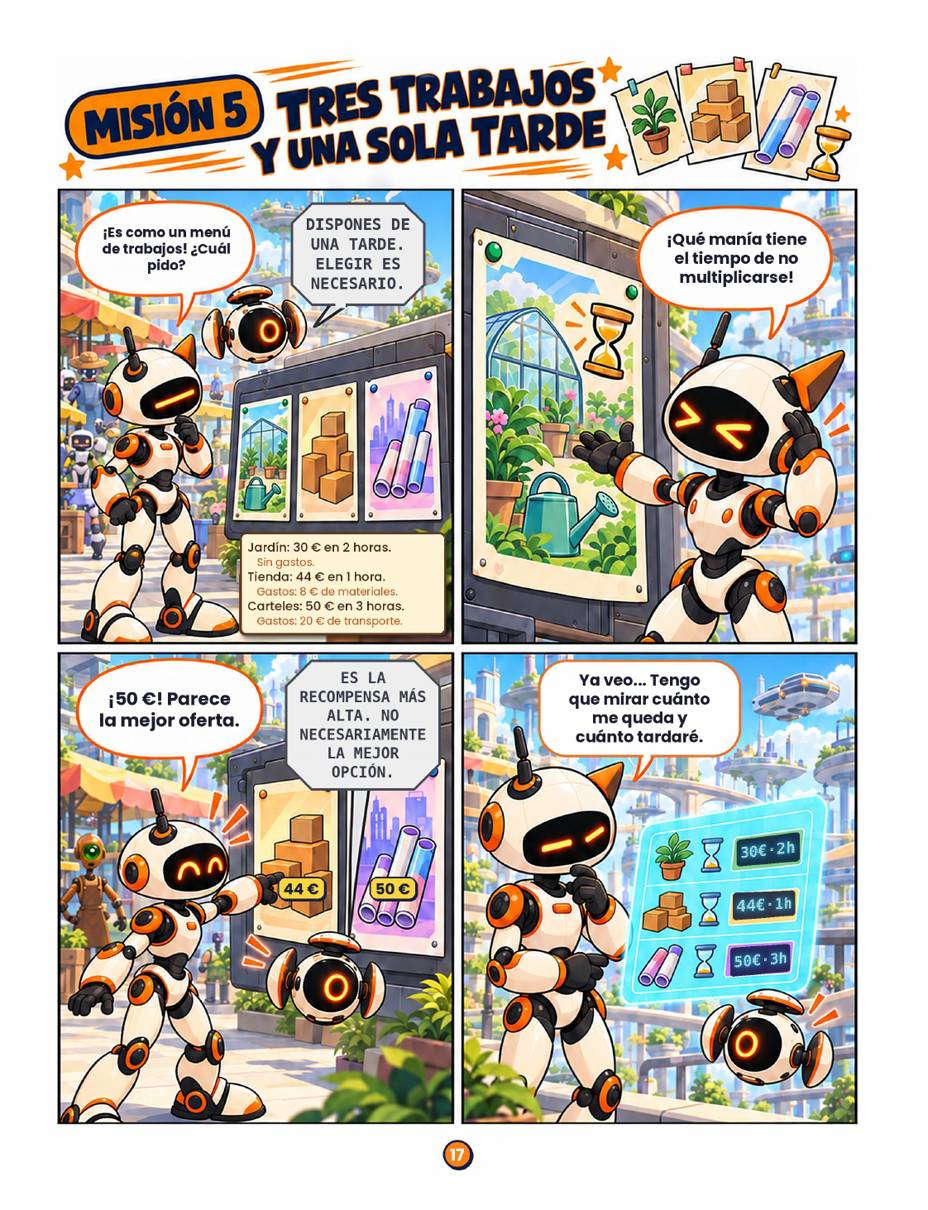 MISIÓN 5
TRES TRABAJOS
Y UNA SOLA TARDE
¡Es como un menú
de trabajos! ¿Cuál
pido?
DISPONES DE
UNA TARDE.
ELEGIR ES
NECESARIO.
Jardín: 30 € en 2 horas.
Sin gastos.
Tienda: 44 € en 1 hora.
Gastos: 8 € de materiales.
Carteles: 50 € en 3 horas.
Gastos: 20 € de transporte.
¡Qué manía tiene
el tiempo de no
multiplicarse!
¡50 €! Parece
la mejor oferta.
ES LA
RECOMPENSA MÁS
ALTA. NO
NECESARIAMENTE
LA MEJOR
OPCIÓN.
44 €
50 €
Ya veo... Tengo
que mirar cuánto
me queda y
cuánto tardaré.
30€·2h
44€·1h
50€·3h
17